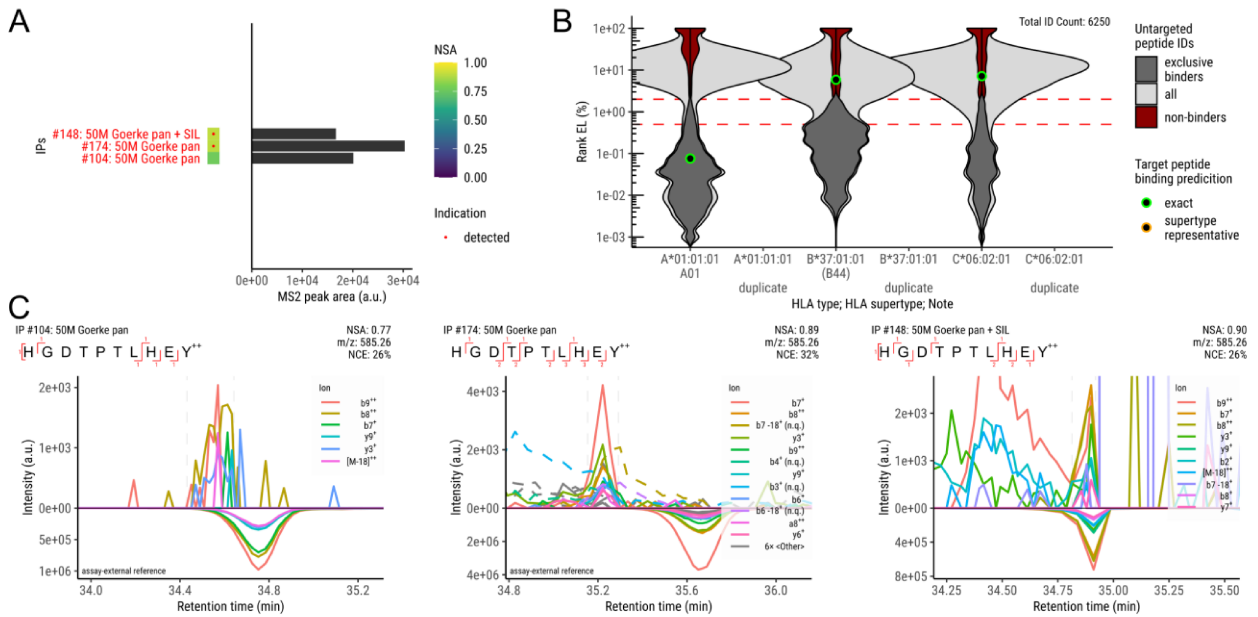 A
NSA
1.00
0.75
0.50
0.25
0.00
IPs
#148: 50M Goerke pan + SIL
#174: 50M Goerke pan
#104: 50M Goerke pan
Indication
detected
0e+00 1e+04 2e+04 3e+04
MS2 peak area (a.u.)
B
Total ID Count: 6250
Rank EL (%)
1e+02
1e+01
1e+00
1e-01
1e-02
1e-03
A*01:01:01 A*01:01:01 B*37:01:01 B*37:01:01 C*06:02:01 C*06:02:01
A01 (B44)
duplicate duplicate duplicate
HLA type; HLA supertype; Note
Untargeted
peptide IDs
exclusive
binders
all
non-binders
Target peptide
binding predicition
exact
supertype
representative
C
IP #104: 50M Goerke pan
NSA: 0.77
m/z: 585.26
NCE: 26%
H G D T P T L H E Y++
Intensity (a.u.)
2e+03
1e+03
0e+00
5e+05
1e+06
Ion
b9++
b8++
b7+
y9+
y3+
[M-18]++
assay-external reference
34.0 34.4 34.8 35.2
Retention time (min)
IP #174: 50M Goerke pan
NSA: 0.89
m/z: 585.26
NCE: 32%
H G D T P T L H E Y++
Intensity (a.u.)
4e+03
2e+03
0e+00
2e+06
4e+06
Ion
b7+
b8++
b7-18+ (n.q.)
y3+
b9++
b4+ (n.q.)
y9+
b3+ (n.q.)
b6+
b6-18+ (n.q.)
a8++
y6+
6× <Other>
assay-external reference
34.8 35.2 35.6 36.0
Retention time (min)
IP #148: 50M Goerke pan + SIL
NSA: 0.90
m/z: 585.26
NCE: 26%
H G D T P T L H E Y++
Intensity (a.u.)
2e+03
1e+03
0e+00
4e+05
8e+05
Ion
b9++
b7+
b8++
y3+
y9+
b2+
[M-18]++
b7-18+
b8+
y7+
34.25 34.50 34.75 35.00 35.25 35.50
Retention time (min)